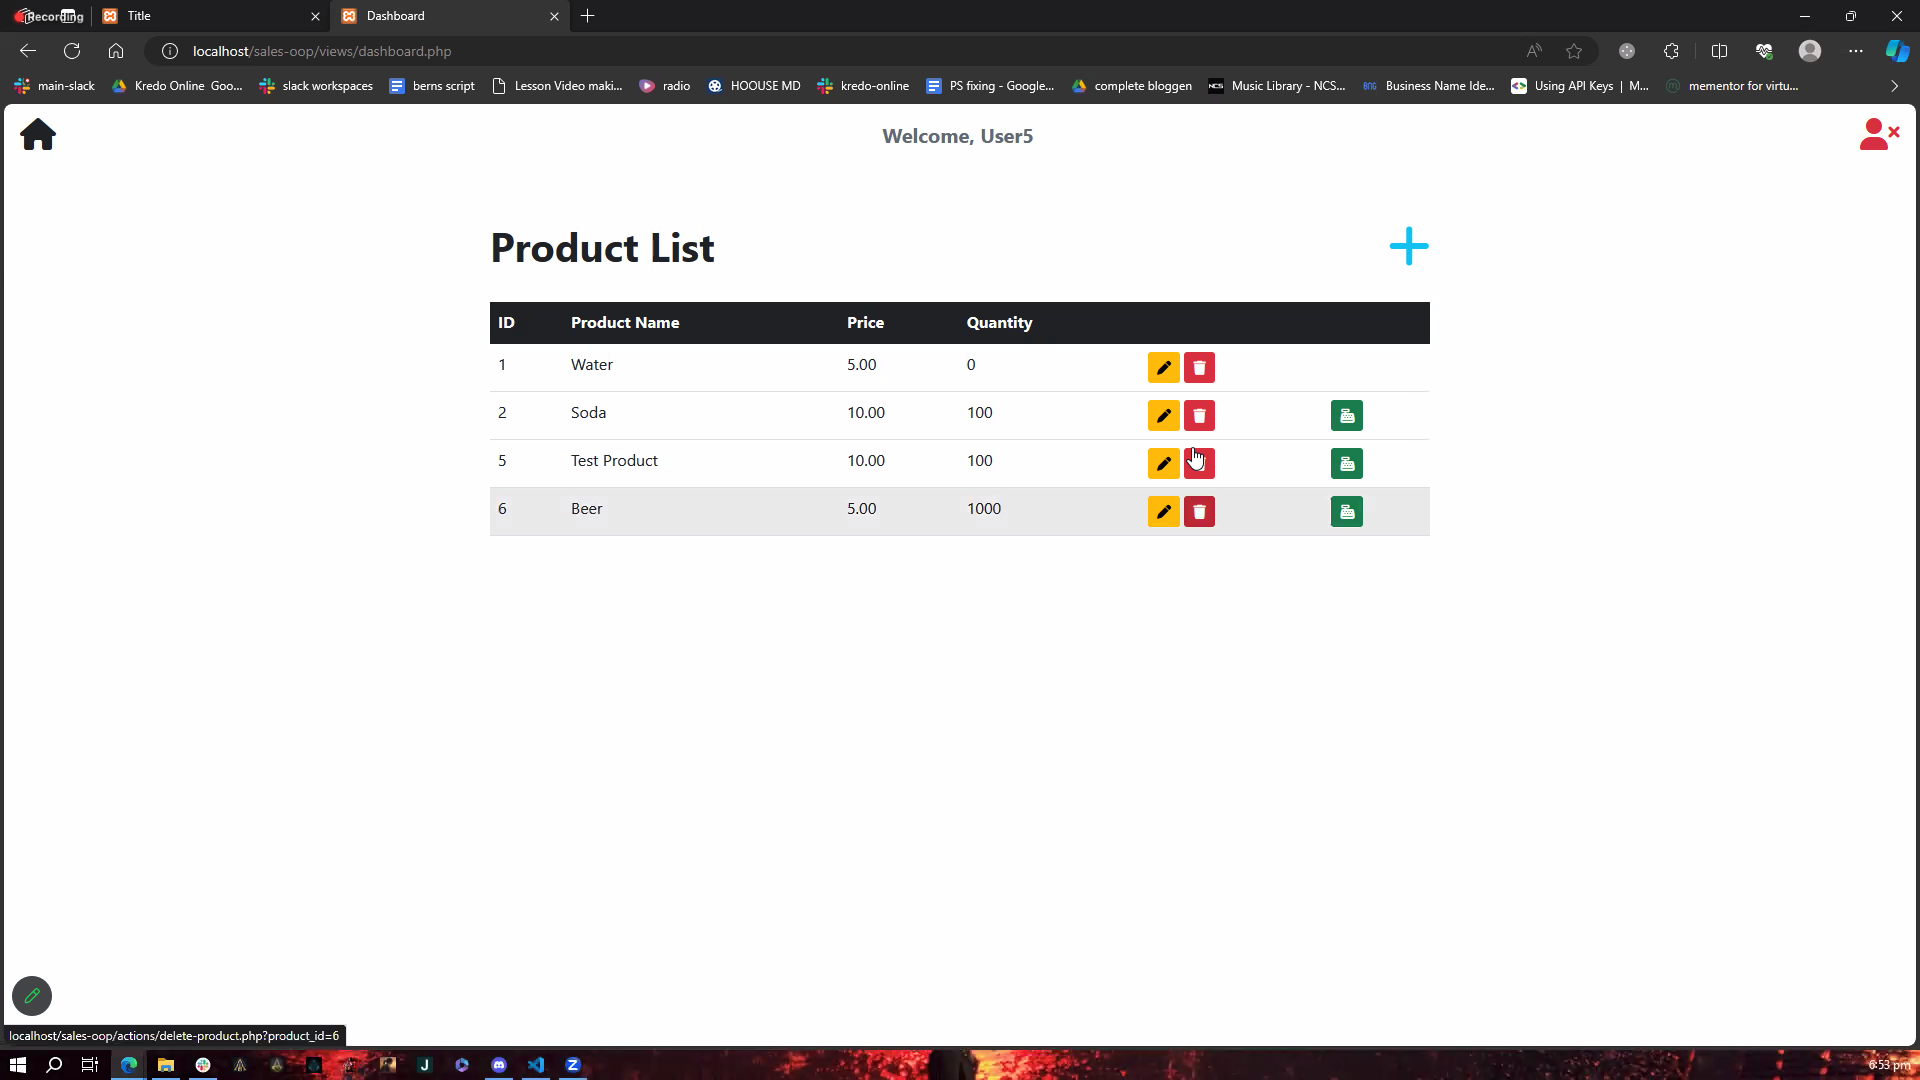 Recording
Title
Dashboard
localhost/sales-oop/views/dashboard.php
main-slack
Kredo Online Goo...
slack workspaces
berns script
Lesson Video maki...
radio
HOOUSE MD
kredo-online
PS fixing - Google...
complete bloggen
NCS
Music Library - NCS...
BNG
Business Name Ide...
Using API Keys | M...
mementor for virtu...
Welcome, User5
Product List
ID Product Name Price Quantity
1 Water 5.00 0
2 Soda 10.00 100
5 Test Product 10.00 100
6 Beer 5.00 1000
localhost/sales-oop/actions/delete-product.php?product_id=6
6:53 pm